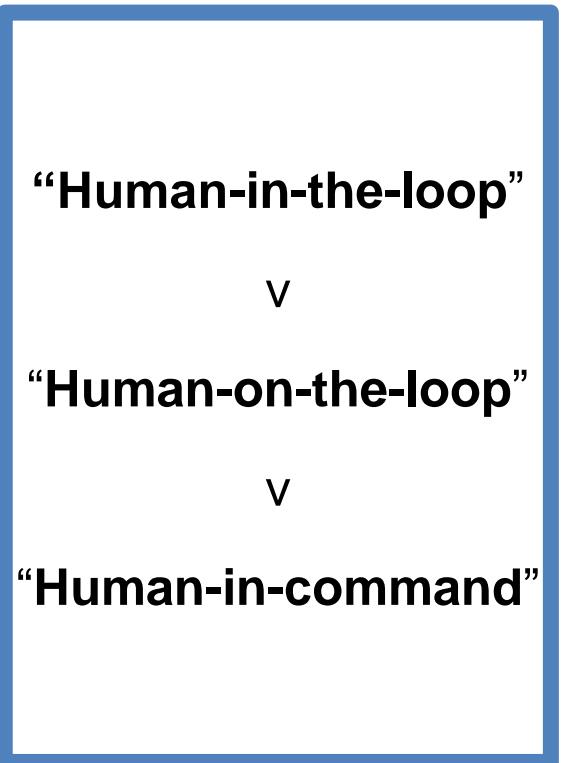 “Human-in-the-loop”
v
“Human-on-the-loop”
v
“Human-in-command”